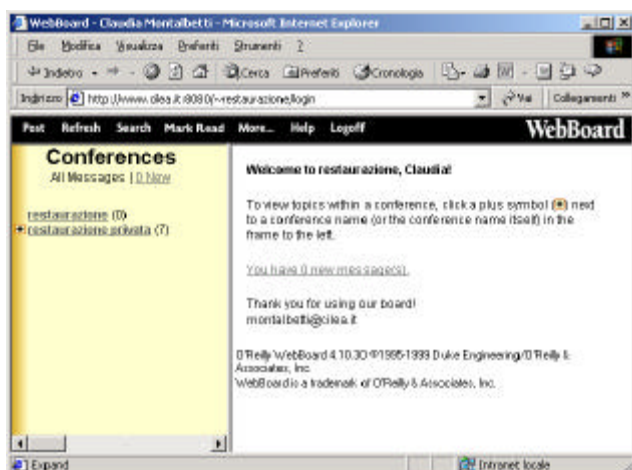 WebBoard - Claudia Montalbetti - Microsoft Internet Explorer
File Modifica Visualizza Preferiti Strumenti ?
Indietro Cerca Preferiti Cronologia
Indirizzo http://www.cilea.it:8080/~restaurazione/login Vai Collegamenti »
Post Refresh Search Mark Read More... Help Logoff WebBoard
Conferences
All Messages | 0 New
restaurazione (0)
restaurazione privata (7)
Welcome to restaurazione, Claudia!
To view topics within a conference, click a plus symbol (+) next
to a conference name (or the conference name itself) in the
frame to the left.
You have 0 new message(s).
Thank you for using our board!
montalbetti@cilea.it
O'Reilly WebBoard 4.10.30 ©1995-1999 Duke Engineering/O'Reilly &
Associates, Inc.
WebBoard is a trademark of O'Reilly & Associates, Inc.
Expand Intranet locale